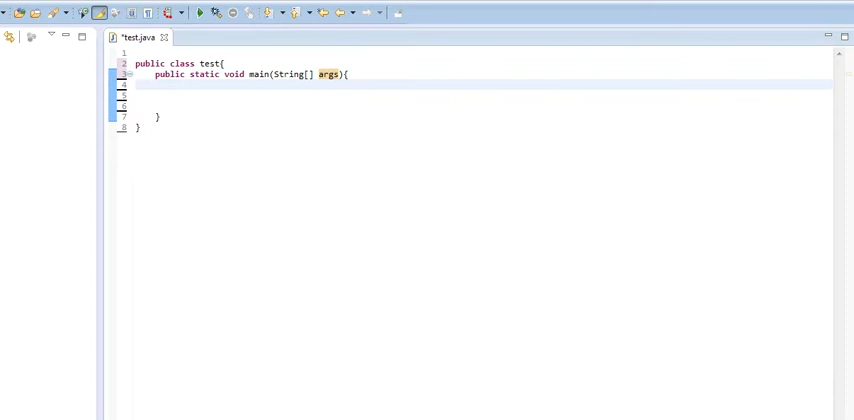 *test.java
1
2 public class test{
3 public static void main(String[] args){
4
5
6
7 }
8 }